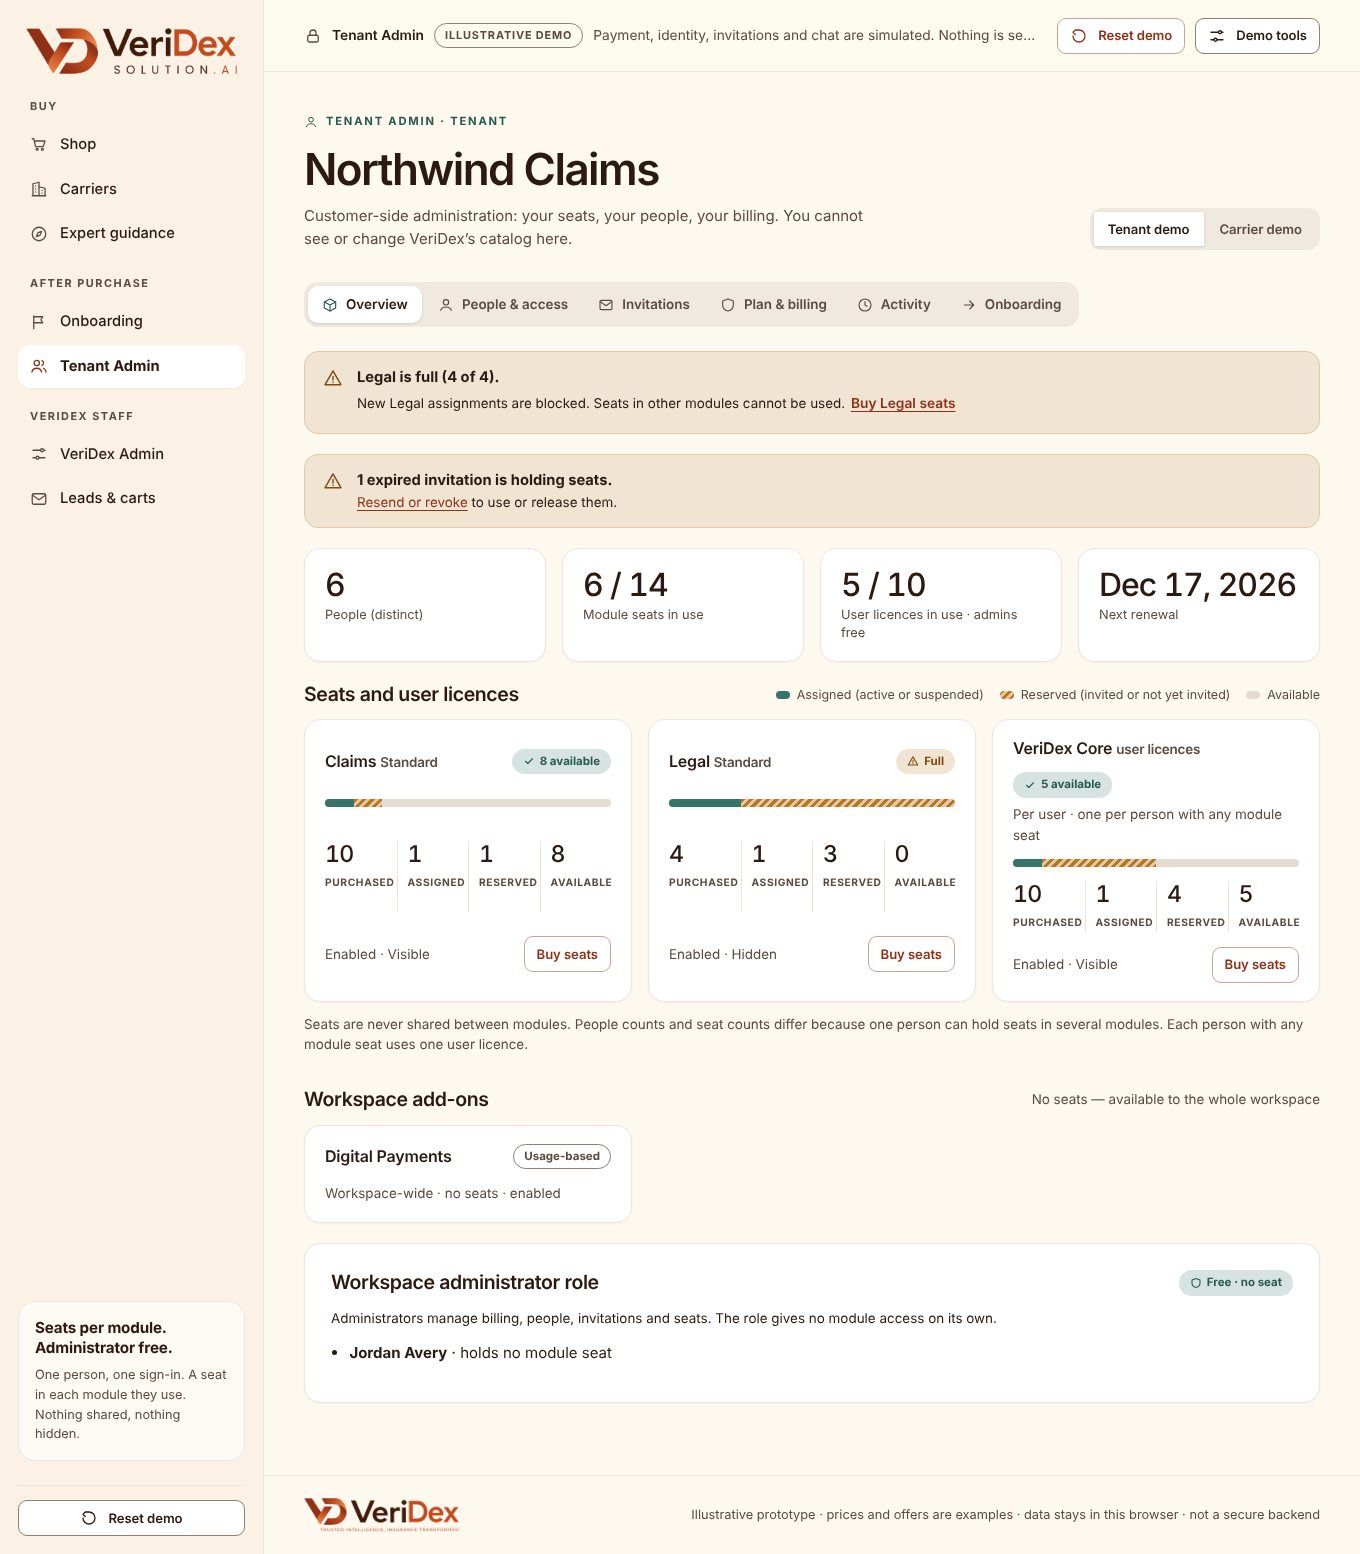 VeriDex
SOLUTION.AI
BUY
Shop
Carriers
Expert guidance
AFTER PURCHASE
Onboarding
Tenant Admin
VERIDEX STAFF
VeriDex Admin
Leads & carts
Seats per module.
Administrator free.
One person, one sign-in. A seat
in each module they use.
Nothing shared, nothing
hidden.
Reset demo
Tenant Admin ILLUSTRATIVE DEMO Payment, identity, invitations and chat are simulated. Nothing is se... Reset demo Demo tools
TENANT ADMIN · TENANT
Northwind Claims
Customer-side administration: your seats, your people, your billing. You cannot
see or change VeriDex’s catalog here.
Tenant demo Carrier demo
Overview People & access Invitations Plan & billing Activity Onboarding
Legal is full (4 of 4).
New Legal assignments are blocked. Seats in other modules cannot be used. Buy Legal seats
1 expired invitation is holding seats.
Resend or revoke to use or release them.
6
People (distinct)
6 / 14
Module seats in use
5 / 10
User licences in use · admins
free
Dec 17, 2026
Next renewal
Seats and user licences
Assigned (active or suspended) Reserved (invited or not yet invited) Available
Claims Standard 8 available
10 1 1 8
PURCHASED ASSIGNED RESERVED AVAILABLE
Enabled · Visible Buy seats
Legal Standard Full
4 1 3 0
PURCHASED ASSIGNED RESERVED AVAILABLE
Enabled · Hidden Buy seats
VeriDex Core user licences
5 available
Per user · one per person with any module
seat
10 1 4 5
PURCHASED ASSIGNED RESERVED AVAILABLE
Enabled · Visible Buy seats
Seats are never shared between modules. People counts and seat counts differ because one person can hold seats in several modules. Each person with any
module seat uses one user licence.
Workspace add-ons No seats — available to the whole workspace
Digital Payments Usage-based
Workspace-wide · no seats · enabled
Workspace administrator role Free · no seat
Administrators manage billing, people, invitations and seats. The role gives no module access on its own.
• Jordan Avery · holds no module seat
VeriDex
TRUSTED INTELLIGENCE, INSURANCE TRANSFORMED
Illustrative prototype · prices and offers are examples · data stays in this browser · not a secure backend